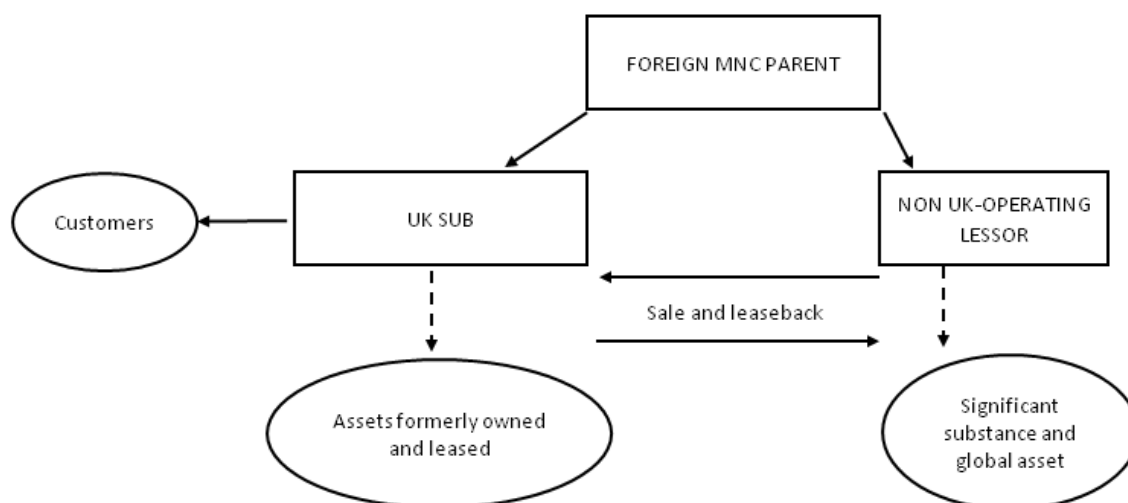 FOREIGN MNC PARENT
Customers
UK SUB
NON UK-OPERATING
LESSOR
Sale and leaseback
Assets formerly owned
and leased
Significant
substance and
global asset